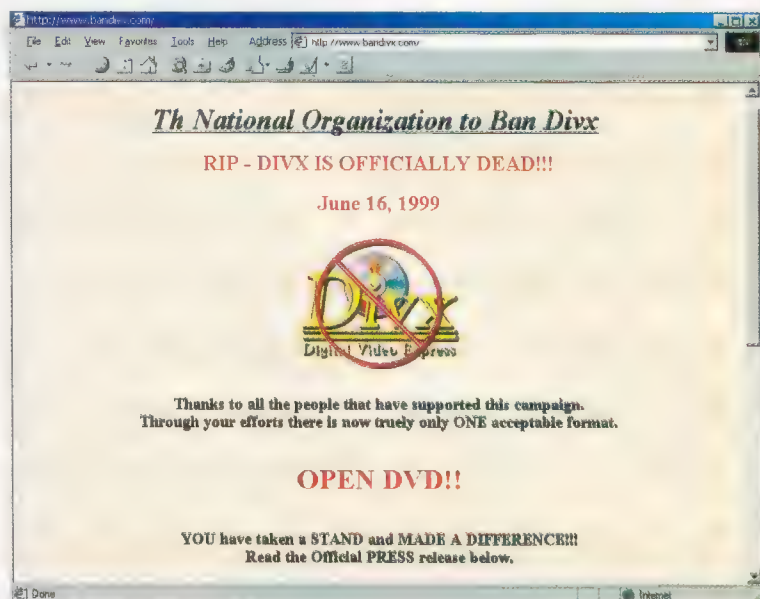 http://www.bandivx.com/
File Edit View Favorites Tools Help Address http://www.bandivx.com/
Th National Organization to Ban Divx
RIP - DIVX IS OFFICIALLY DEAD!!!
June 16, 1999
Divx
Digital Video Express
Thanks to all the people that have supported this campaign.
Through your efforts there is now truely only ONE acceptable format.
OPEN DVD!!
YOU have taken a STAND and MADE A DIFFERENCE!!!
Read the Official PRESS release below.
Done Internet